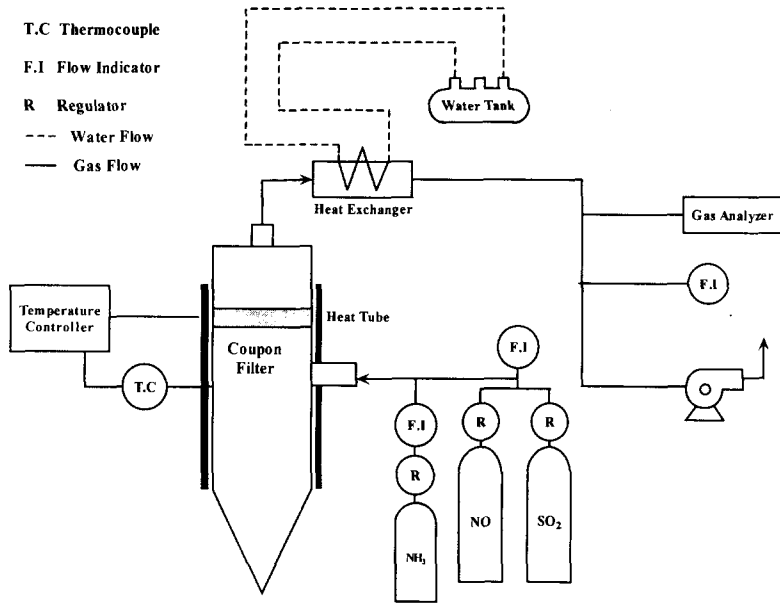 T.C Thermocouple
F.I Flow Indicator
R Regulator
Water Flow
Gas Flow
Water Tank
Heat Exchanger
Gas Analyzer
F.I
Temperature
Controller
Heat Tube
Coupon
Filter
T.C
F.I
F.I
R
R
R
NH₃
NO
SO₂